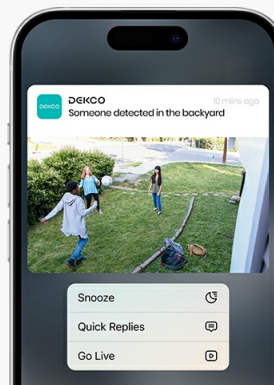 DEKCO
DEKCO
10 mins ago
Someone detected in the backyard
Snooze
Quick Replies
Go Live